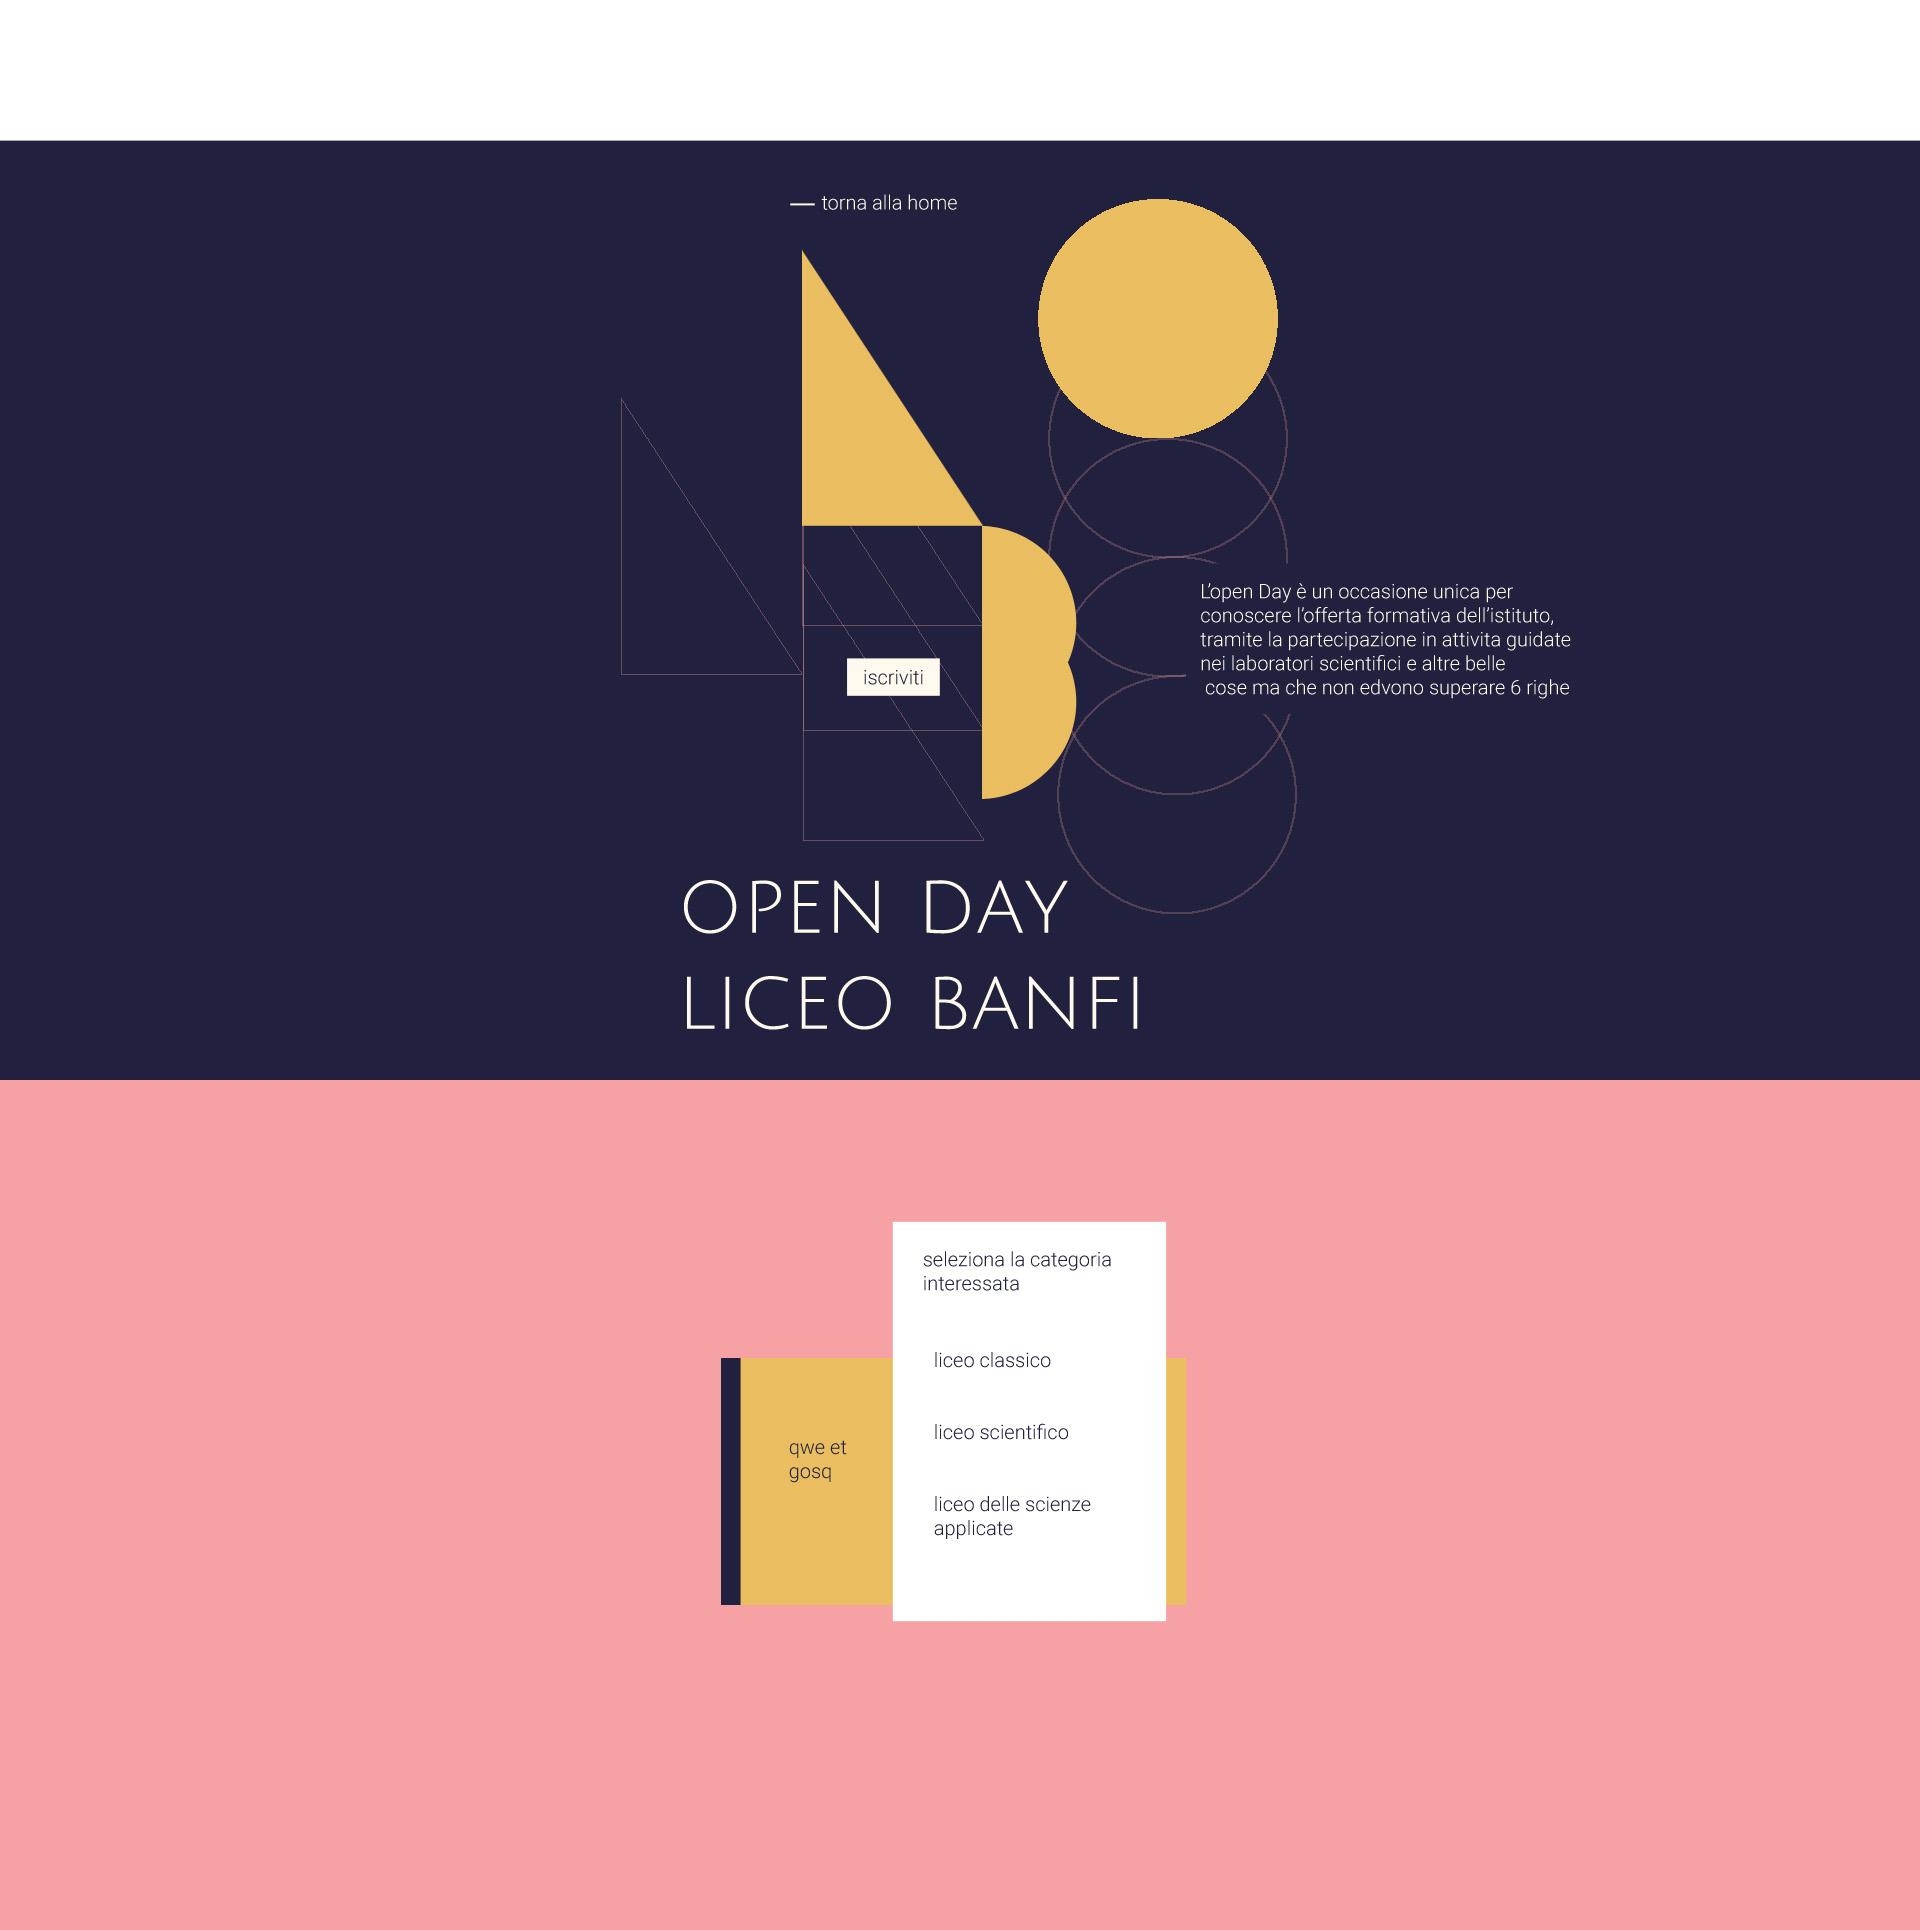 torna alla home
L'open Day è un occasione unica per
conoscere l'offerta formativa dell'istituto,
tramite la partecipazione in attivita guidate
nei laboratori scientifici e altre belle
cose ma che non edvono superare 6 righe
iscriviti
OPEN DAY
LICEO BANFI
seleziona la categoria
interessata
liceo classico
liceo scientifico
liceo delle scienze
applicate
qwe et
gosq